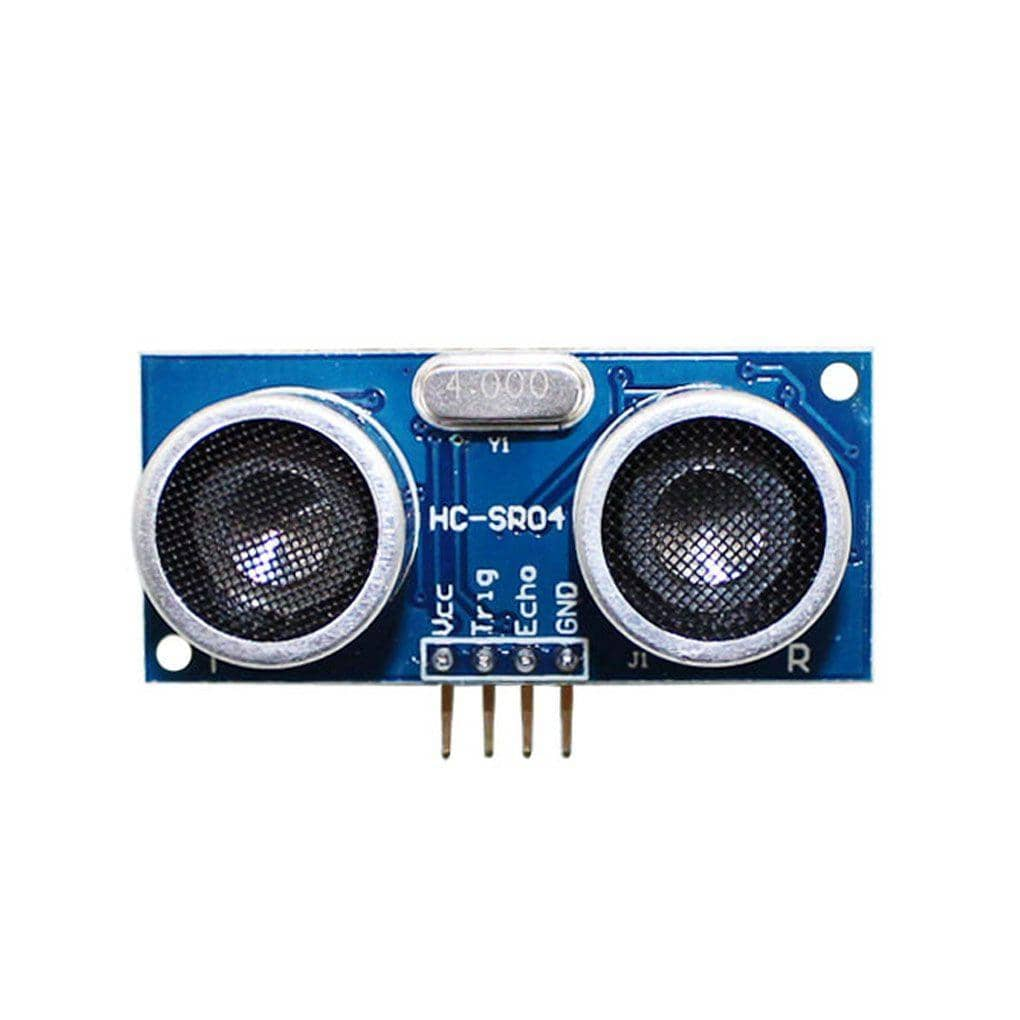 4.000
Y1
HC-SR04
Vcc
Trig
Echo
GND
J1
R